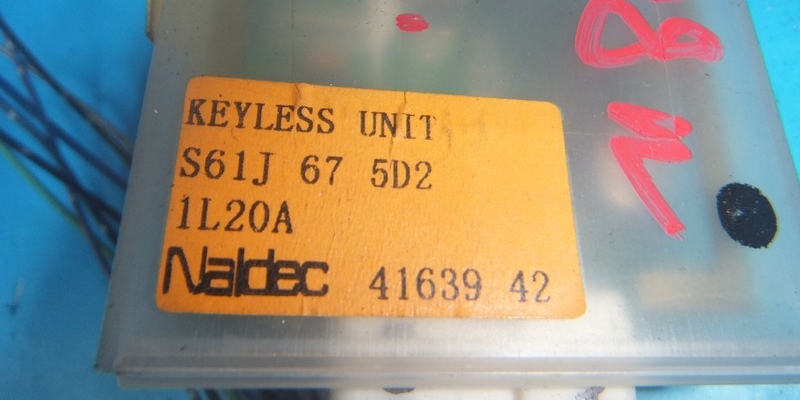 KEYLESS UNIT
S61J 67 5D2
1L20A
Naldec 41639 42